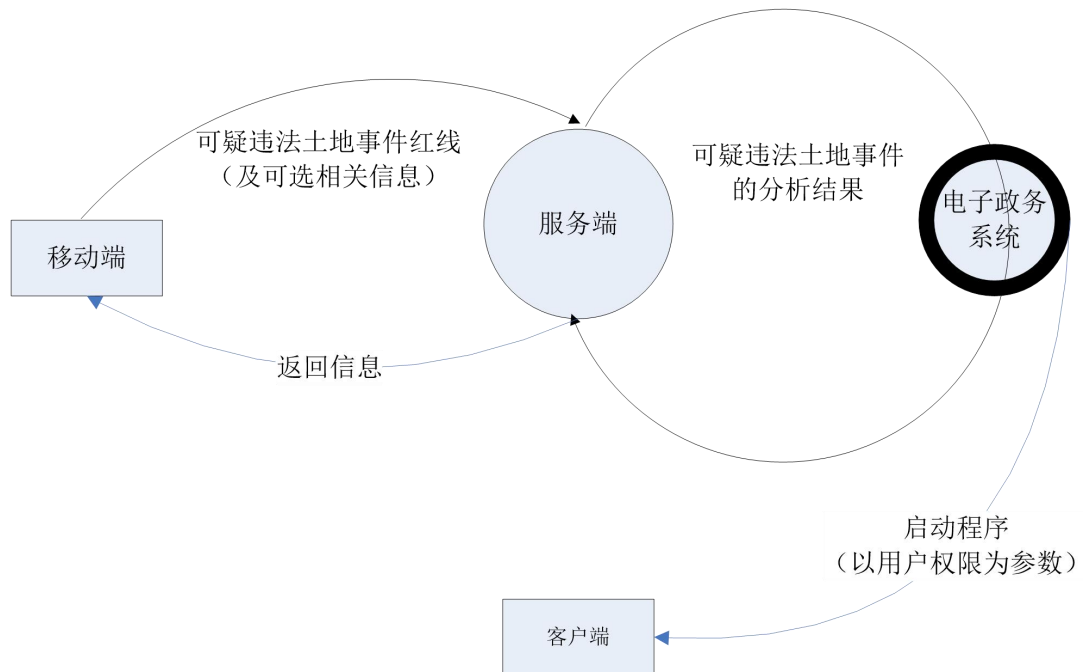 可疑违法土地事件红线
（及可选相关信息）
移动端
服务端
可疑违法土地事件
的分析结果
电子政务
系统
返回信息
启动程序
（以用户权限为参数）
客户端